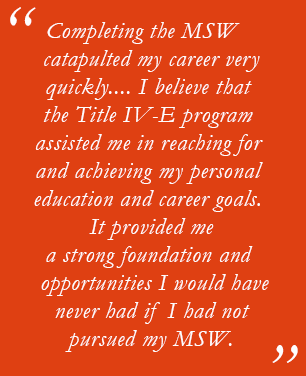 “ Completing the MSW
catapulted my career very
quickly.... I believe that
the Title IV-E program
assisted me in reaching for
and achieving my personal
education and career goals.
It provided me
a strong foundation and
opportunities I would have
never had if I had not
pursued my MSW. ”